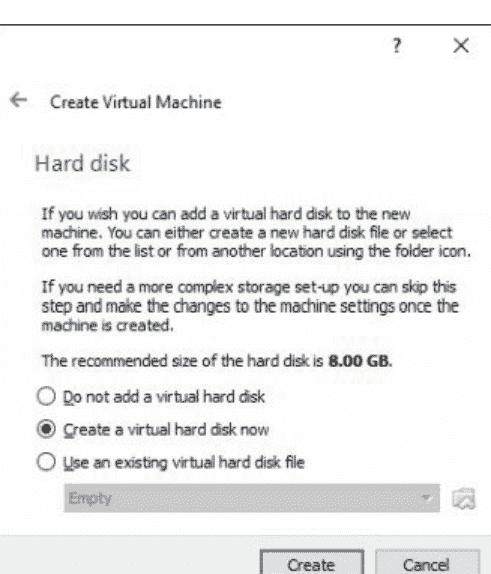 ?
Create Virtual Machine
Hard disk
If you wish you can add a virtual hard disk to the new
machine. You can either create a new hard disk file or select
one from the list or from another location using the folder icon.
If you need a more complex storage set-up you can skip this
step and make the changes to the machine settings once the
machine is created.
The recommended size of the hard disk is 8.00 GB.
Do not add a virtual hard disk
Create a virtual hard disk now
Use an existing virtual hard disk file
Empty
Create Cancel